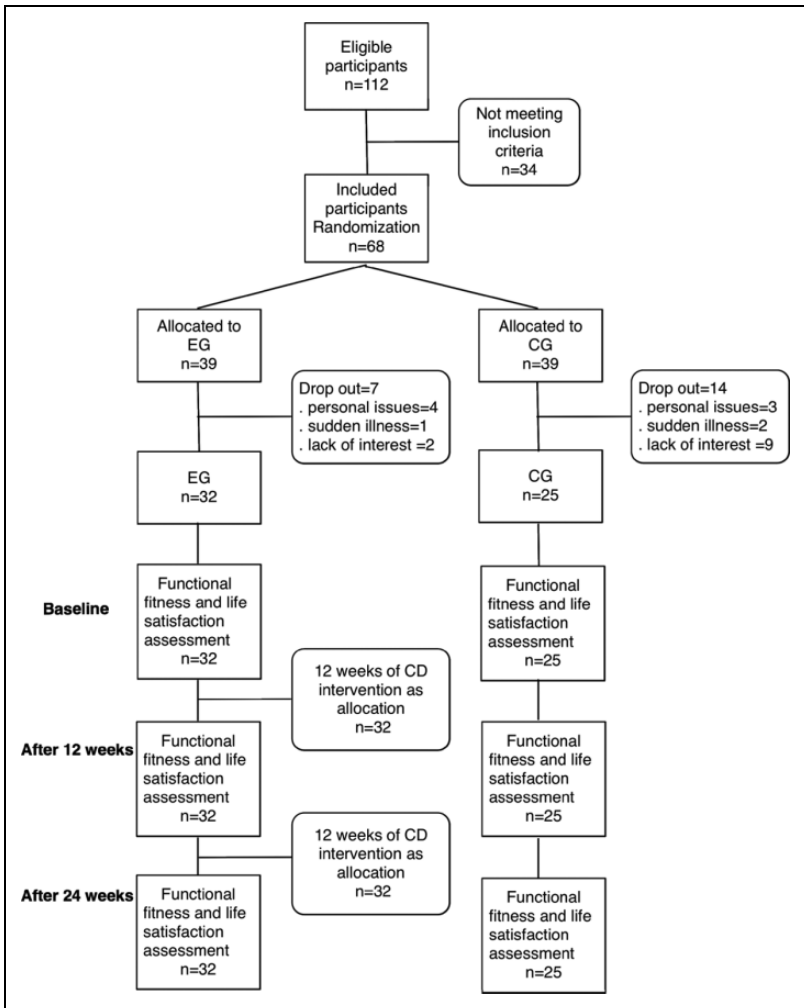 Eligible
participants
n=112
Not meeting
inclusion
criteria
n=34
Included
participants
Randomization
n=68
Allocated to
EG
n=39
Allocated to
CG
n=39
Drop out=7
. personal issues=4
. sudden illness=1
. lack of interest =2
Drop out=14
. personal issues=3
. sudden illness=2
. lack of interest =9
EG
n=32
CG
n=25
Baseline
Functional
fitness and life
satisfaction
assessment
n=32
Functional
fitness and life
satisfaction
assessment
n=25
12 weeks of CD
intervention as
allocation
n=32
After 12 weeks
Functional
fitness and life
satisfaction
assessment
n=32
Functional
fitness and life
satisfaction
assessment
n=25
12 weeks of CD
intervention as
allocation
n=32
After 24 weeks
Functional
fitness and life
satisfaction
assessment
n=32
Functional
fitness and life
satisfaction
assessment
n=25